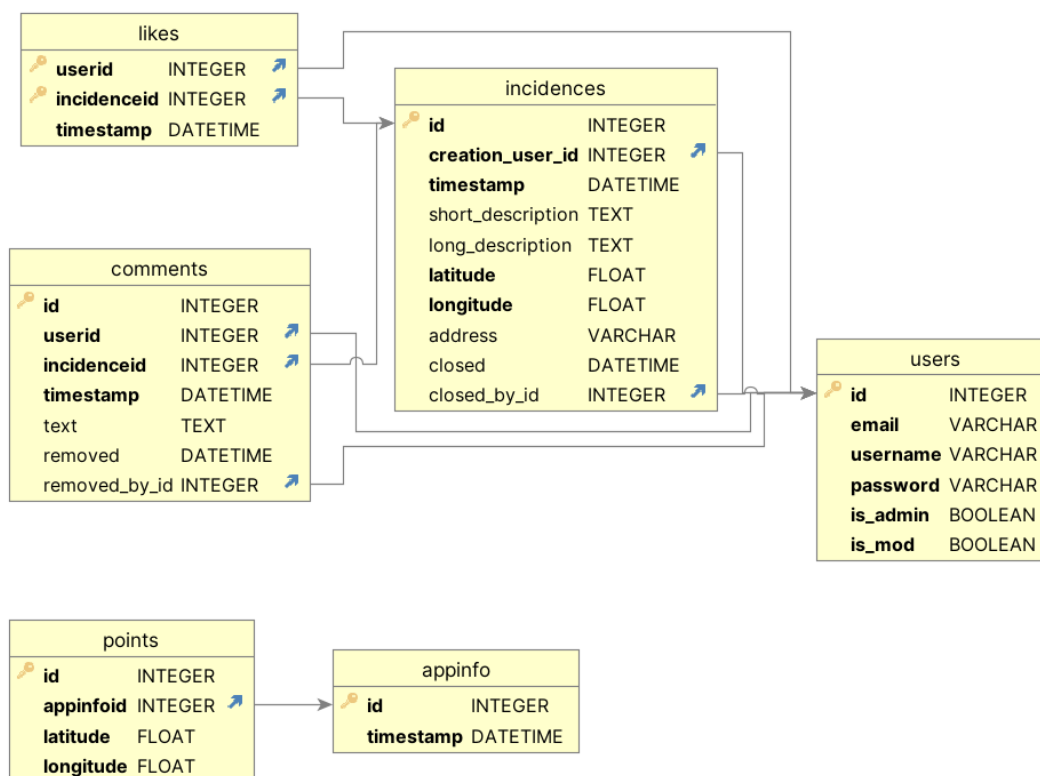 likes
userid INTEGER
incidenceid INTEGER
timestamp DATETIME
incidences
id INTEGER
creation_user_id INTEGER
timestamp DATETIME
short_description TEXT
long_description TEXT
latitude FLOAT
longitude FLOAT
address VARCHAR
closed DATETIME
closed_by_id INTEGER
comments
id INTEGER
userid INTEGER
incidenceid INTEGER
timestamp DATETIME
text TEXT
removed DATETIME
removed_by_id INTEGER
users
id INTEGER
email VARCHAR
username VARCHAR
password VARCHAR
is_admin BOOLEAN
is_mod BOOLEAN
points
id INTEGER
appinfoid INTEGER
latitude FLOAT
longitude FLOAT
appinfo
id INTEGER
timestamp DATETIME